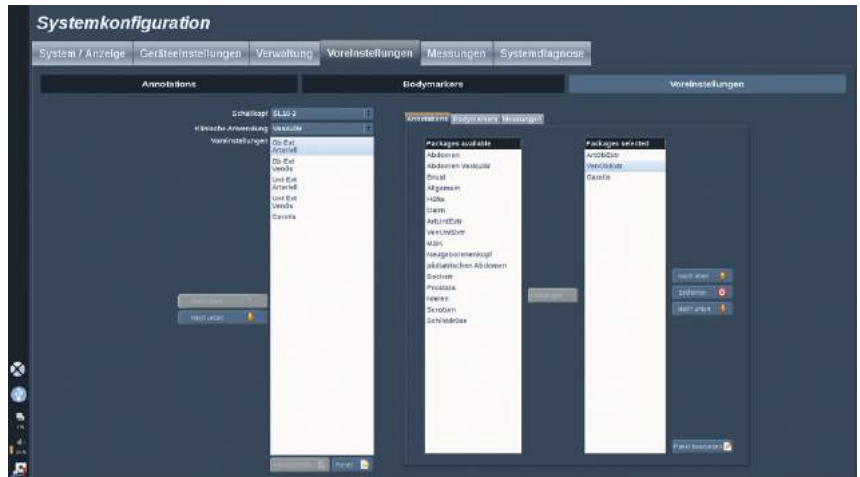 Systemkonfiguration
System / Anzeige Geräteeinstellungen Verwaltung Voreinstellungen Messungen Systemdiagnose
Annotations Bodymarkers Voreinstellungen
Schallkopf SL10-2
Klinische Anwendung Vaskulär
Voreinstellungen
Ob Ext
Arteriell
Ob Ext
Venös
Unt Ext
Arteriell
Unt Ext
Venös
Carotis
Nach unten
Annotations Bodymarkers Messungen
Packages available
Abdomen
Abdomen Vaskulär
Brust
Allgemein
Hüfte
Darm
ArtUntExtr
VenUntExtr
MSK
Neugeborenenkopf
pädiatrischen Abdomen
Becken
Prostata
Nieren
Scrotum
Schilddrüse
Packages selected
ArtObExtr
VenObExtr
Carotis
Nach oben
Entfernen
Nach unten
Paket bearbeiten